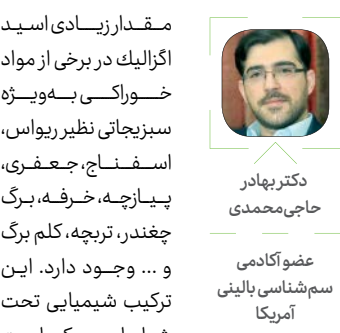 مقدار زیادی اسید
اگزالیك در برخی از مواد
خوراکی به‌ویژه
سبزیجاتی نظیر ریواس،
اسفناج، جعفری،
پیازچه، خرفه، برگ
چغندر، تربچه، کلم برگ
و ... وجود دارد. این
ترکیب شیمیایی تحت
دکتر بهادر
حاجی‌محمدی
عضو آکادمی
سم‌شناسی بالینی
آمریکا